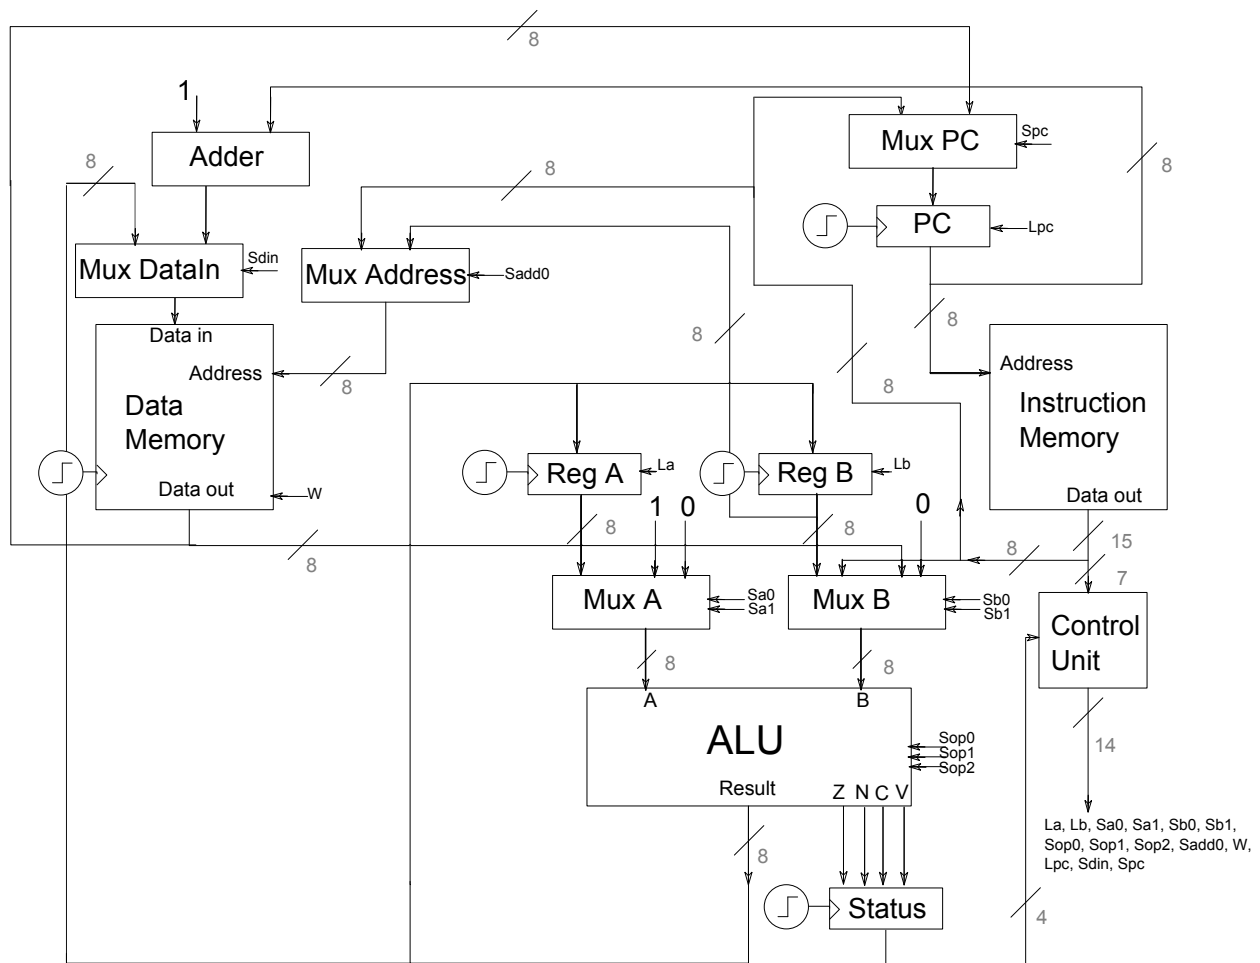 8
1
Adder
8
Mux PC
Spc
8
8
8
Mux DataIn
Sdin
Mux Address
Sadd0
PC
Lpc
8
8
8
Data in
Address
Data
Memory
Data out
W
8
8
Address
Instruction
Memory
Data out
Reg A
La
Reg B
Lb
1
0
0
8
8
8
8
15
7
Mux A
Sa0
Sa1
Mux B
Sb0
Sb1
Control
Unit
8
8
A
B
ALU
Sop0
Sop1
Sop2
Result
Z
N
C
V
14
8
La, Lb, Sa0, Sa1, Sb0, Sb1,
Sop0, Sop1, Sop2, Sadd0, W,
Lpc, Sdin, Spc
Status
4